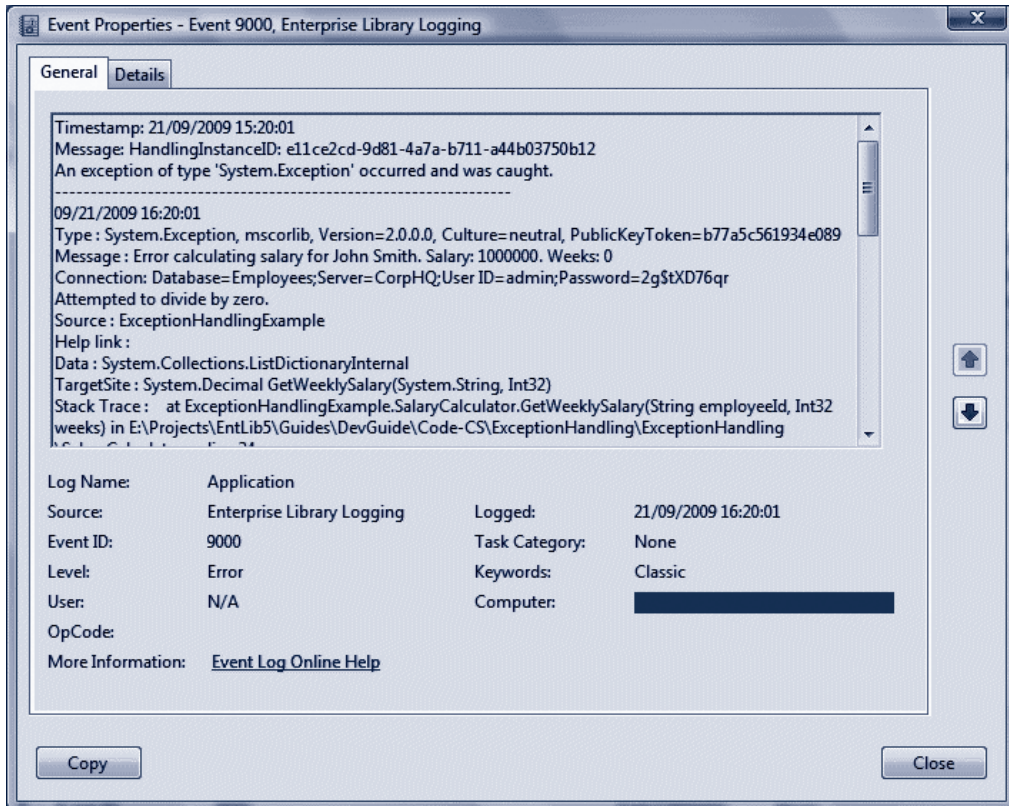 Event Properties - Event 9000, Enterprise Library Logging
General Details
Timestamp: 21/09/2009 15:20:01
Message: HandlingInstanceID: e11ce2cd-9d81-4a7a-b711-a44b03750b12
An exception of type 'System.Exception' occurred and was caught.
----------------------------------------------------------------
09/21/2009 16:20:01
Type : System.Exception, mscorlib, Version=2.0.0.0, Culture=neutral, PublicKeyToken=b77a5c561934e089
Message : Error calculating salary for John Smith. Salary: 1000000. Weeks: 0
Connection: Database=Employees;Server=CorpHQ;User ID=admin;Password=2g$tXD76qr
Attempted to divide by zero.
Source : ExceptionHandlingExample
Help link :
Data : System.Collections.ListDictionaryInternal
TargetSite : System.Decimal GetWeeklySalary(System.String, Int32)
Stack Trace :    at ExceptionHandlingExample.SalaryCalculator.GetWeeklySalary(String employeeId, Int32
weeks) in E:\Projects\EntLib5\Guides\DevGuide\Code-CS\ExceptionHandling\ExceptionHandling
Log Name: Application
Source: Enterprise Library Logging Logged: 21/09/2009 16:20:01
Event ID: 9000 Task Category: None
Level: Error Keywords: Classic
User: N/A Computer:
OpCode:
More Information: Event Log Online Help
Copy Close